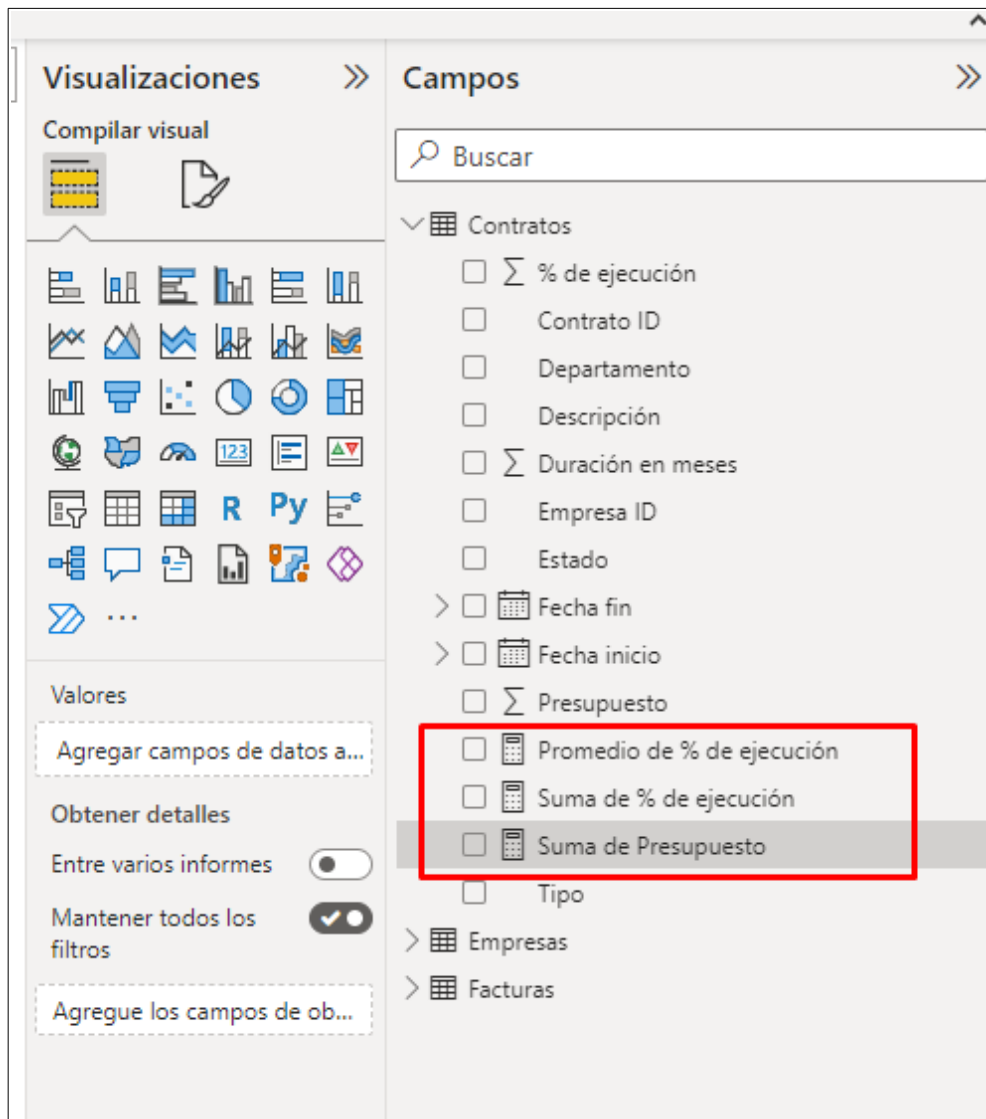 Visualizaciones
Compilar visual
123
R
Py
Valores
Agregar campos de datos a...
Obtener detalles
Entre varios informes
Mantener todos los
filtros
Agregue los campos de ob...
Campos
Buscar
Contratos
% de ejecución
Contrato ID
Departamento
Descripción
Duración en meses
Empresa ID
Estado
Fecha fin
Fecha inicio
Presupuesto
Promedio de % de ejecución
Suma de % de ejecución
Suma de Presupuesto
Tipo
Empresas
Facturas